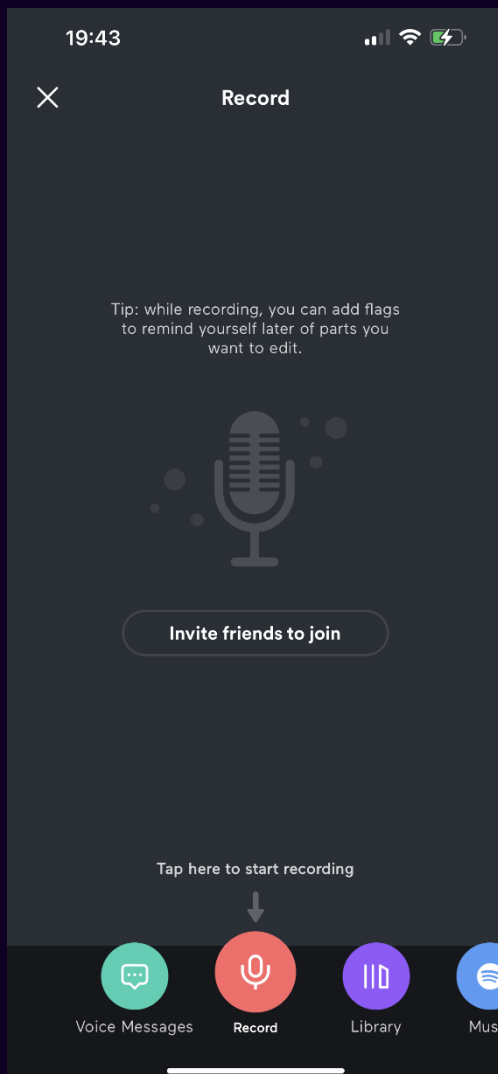 19:43
Record
Tip: while recording, you can add flags
to remind yourself later of parts you
want to edit.
Invite friends to join
Tap here to start recording
Voice Messages
Record
Library
Mus